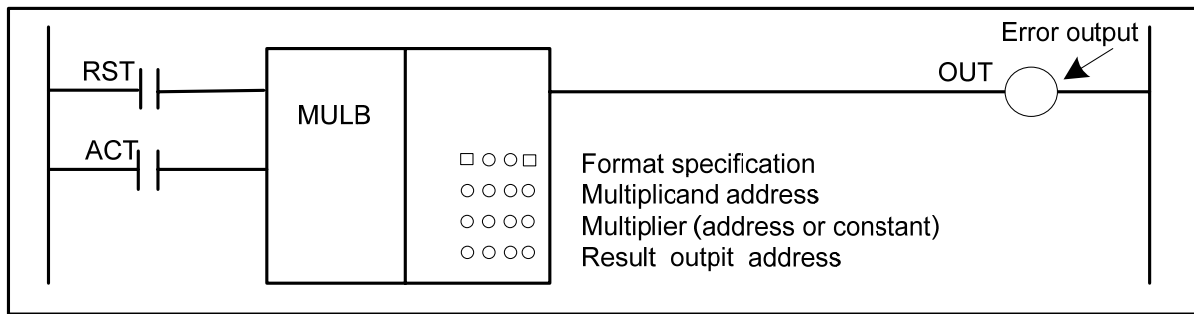 Error output
RST
OUT
MULB
ACT
Format specification
Multiplicand address
Multiplier (address or constant)
Result outpit address